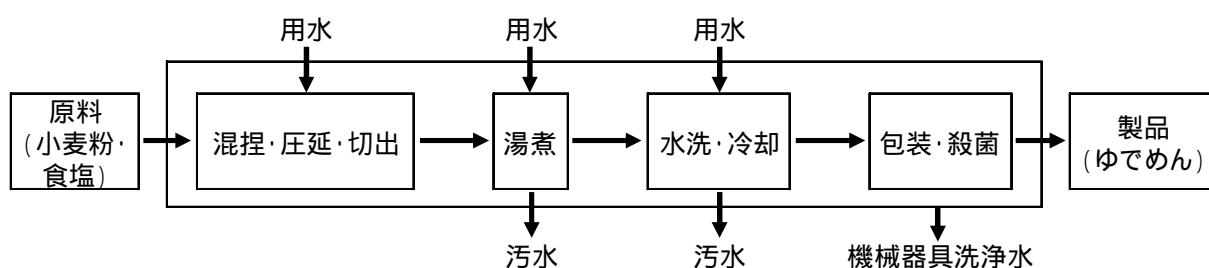 用水
用水
用水
原料
(小麦粉・
食塩)
混捏・圧延・切出
湯煮
水洗・冷却
包装・殺菌
製品
(ゆでめん)
汚水
汚水
機械器具洗浄水